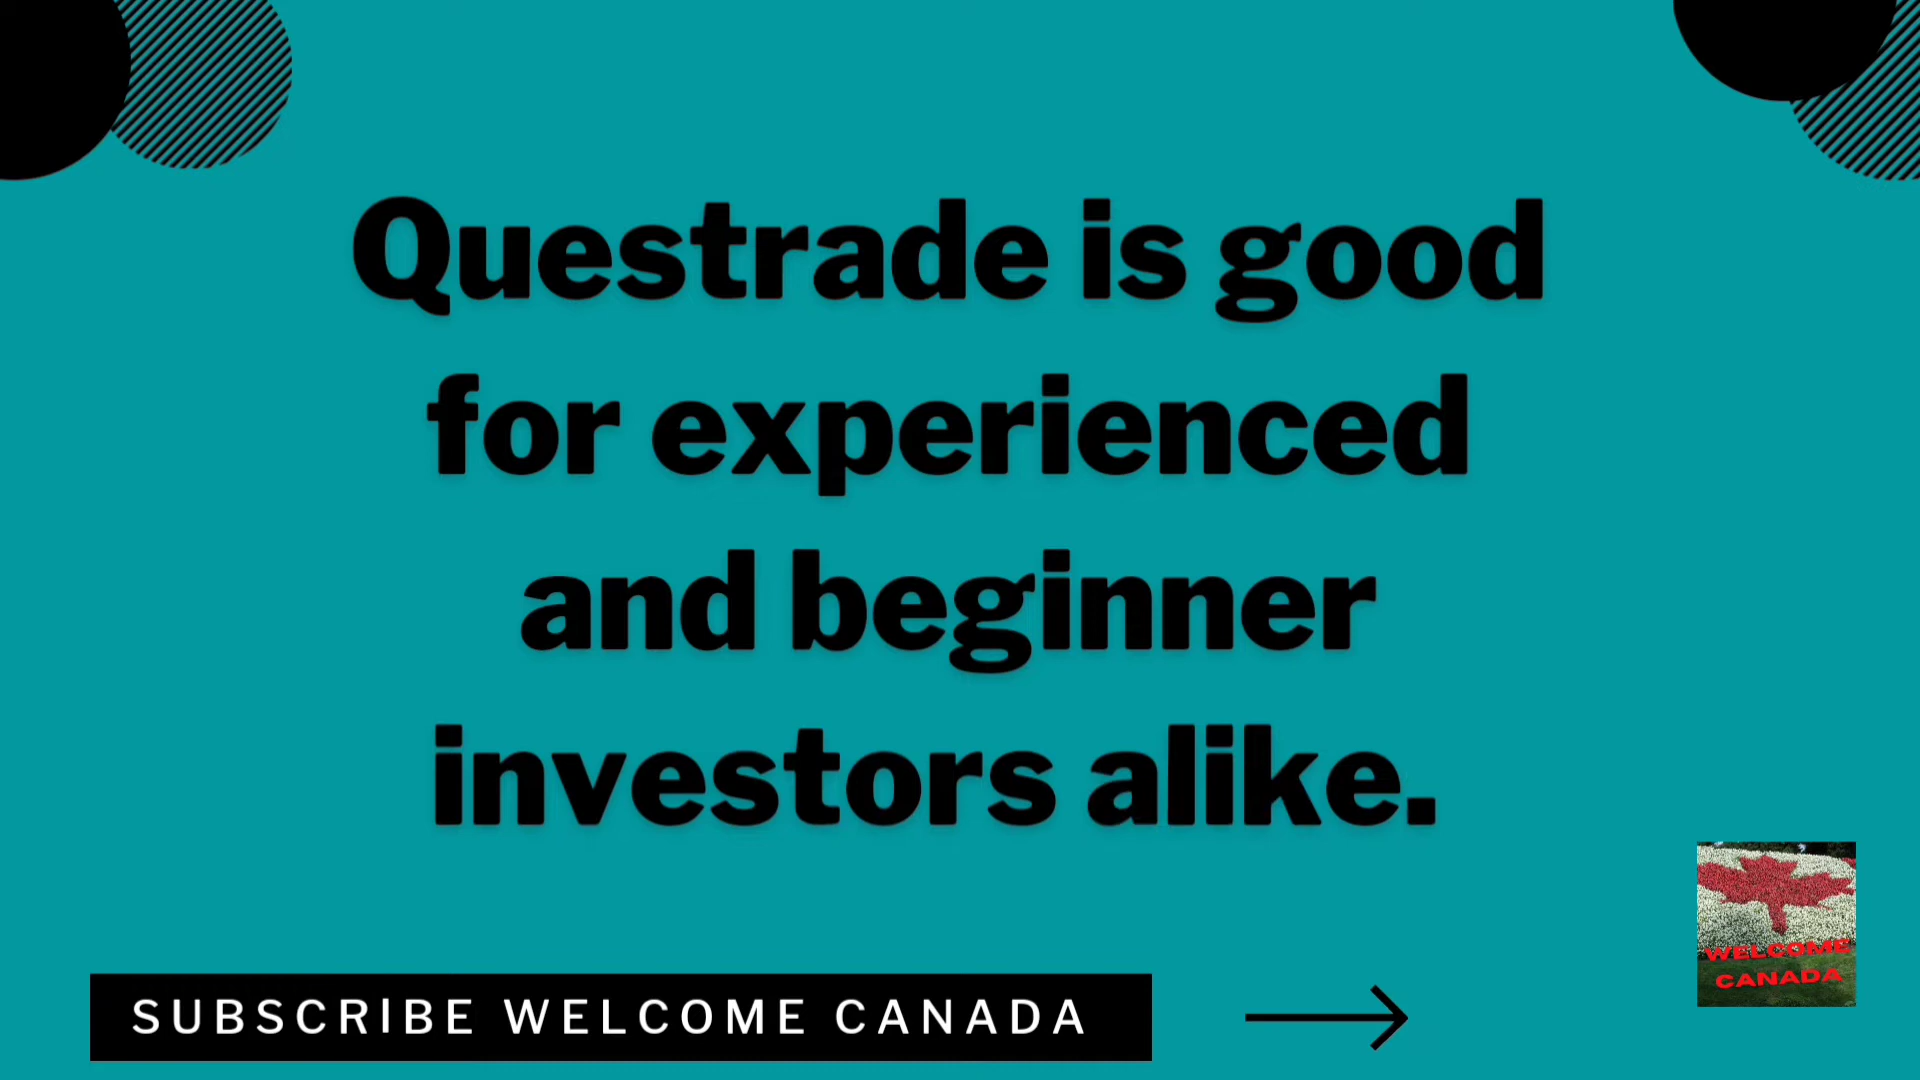 Questrade is good
for experienced
and beginner
investors alike.
WELCOME
CANADA
SUBSCRIBE WELCOME CANADA